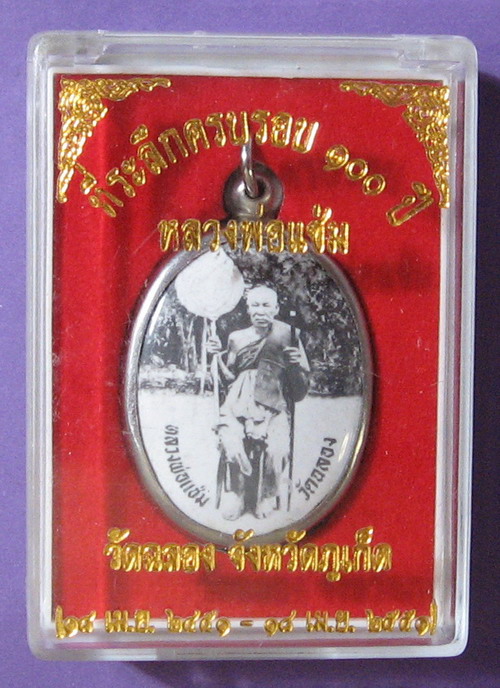 ที่ระลึกครบรอบ ๑๐๐ ปี
หลวงพ่อแช่ม
หลวงพ่อแช่ม
วัดฉลอง
วัดฉลอง จังหวัดภูเก็ต
๑๘ เม.ย. ๒๔๕๑ - ๑๘ เม.ย. ๒๕๕๑